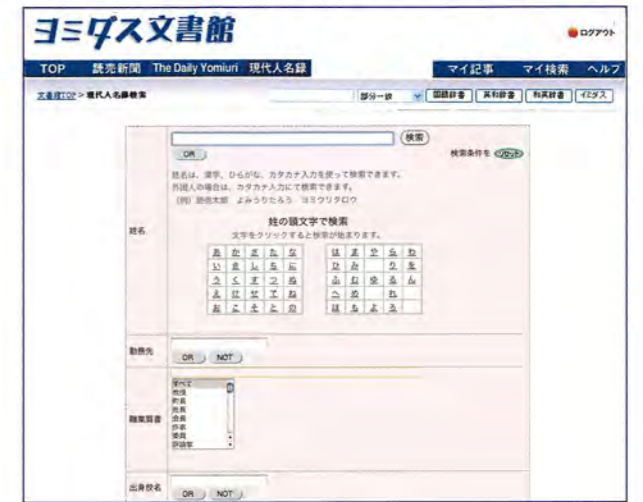 ヨミダス文書館
ログアウト
TOP 読売新聞 The Daily Yomiuri 現代人名録 マイ記事 マイ検索 ヘルプ
文書館TOP > 現代人名録検索 部分一致 国語辞書 英和辞書 和英辞書 イミダス
検索
OR 検索条件を リセット
姓名は、漢字、ひらがな、カタカナ入力を使って検索できます。
外国人の場合は、カタカナ入力にて検索できます。
(例) 読売太郎 よみうりたろう ヨミウリタロウ
姓名
姓の頭文字で検索
文字をクリックすると検索が始まります。
あ か さ た な は ま や ら わ
い き し ち に ひ み り を
う く す つ ぬ ふ む ゆ る ん
え け せ て ね へ め れ
お こ そ と の ほ も よ ろ
勤務先
OR NOT
職業肩書
すべて
教授
町長
社長
会長
作家
委員
評論家
出身校名
OR NOT